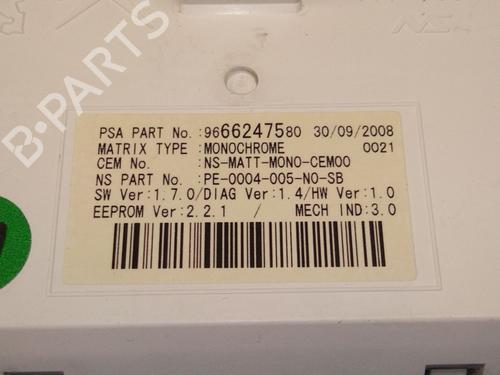 B-PARTS
PSA PART No.:9666247580 30/09/2008
MATRIX TYPE :MONOCHROME 0021
CEM No. :NS-MATT-MONO-CEM00
NS PART No. :PE-0004-005-NO-SB
SW Ver:1.7.0/DIAG Ver:1.4/HW Ver:1.0
EEPROM Ver:2.2.1 / MECH IND:3.0